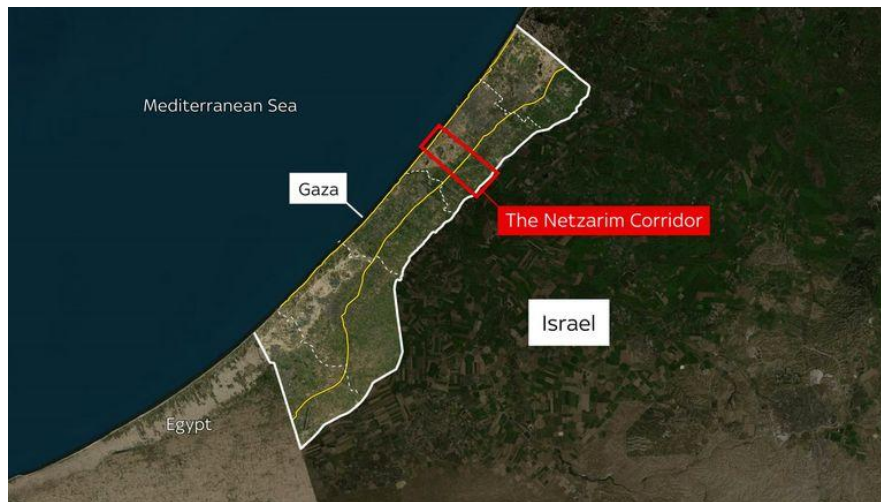 Mediterranean Sea
Gaza
The Netzarim Corridor
Israel
Egypt